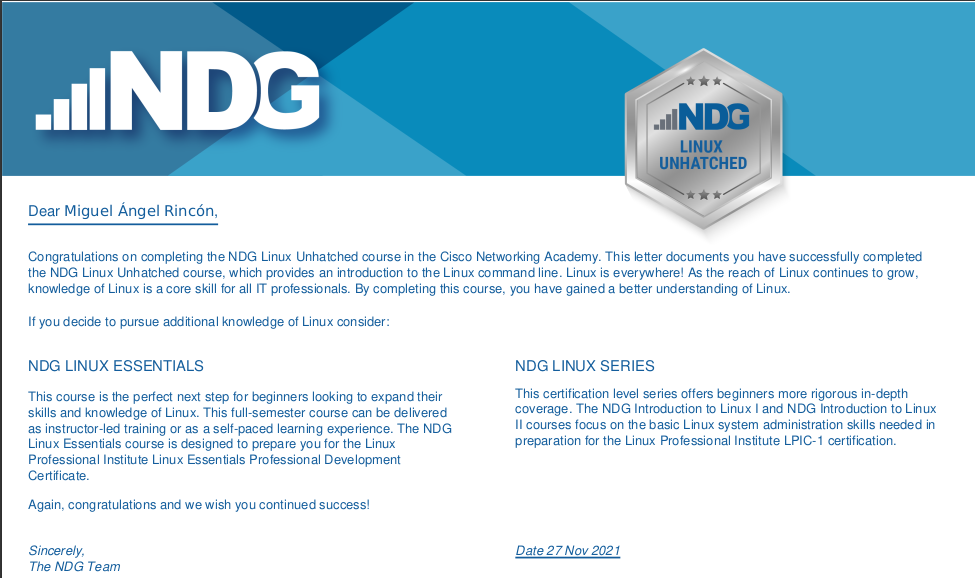 NDG
NDG
LINUX
UNHATCHED
Dear Miguel Ángel Rincón,
Congratulations on completing the NDG Linux Unhatched course in the Cisco Networking Academy. This letter documents you have successfully completed
the NDG Linux Unhatched course, which provides an introduction to the Linux command line. Linux is everywhere! As the reach of Linux continues to grow,
knowledge of Linux is a core skill for all IT professionals. By completing this course, you have gained a better understanding of Linux.
If you decide to pursue additional knowledge of Linux consider:
NDG LINUX ESSENTIALS
This course is the perfect next step for beginners looking to expand their
skills and knowledge of Linux. This full-semester course can be delivered
as instructor-led training or as a self-paced learning experience. The NDG
Linux Essentials course is designed to prepare you for the Linux
Professional Institute Linux Essentials Professional Development
Certificate.
Again, congratulations and we wish you continued success!
NDG LINUX SERIES
This certification level series offers beginners more rigorous in-depth
coverage. The NDG Introduction to Linux I and NDG Introduction to Linux
II courses focus on the basic Linux system administration skills needed in
preparation for the Linux Professional Institute LPIC-1 certification.
Sincerely,
The NDG Team
Date 27 Nov 2021